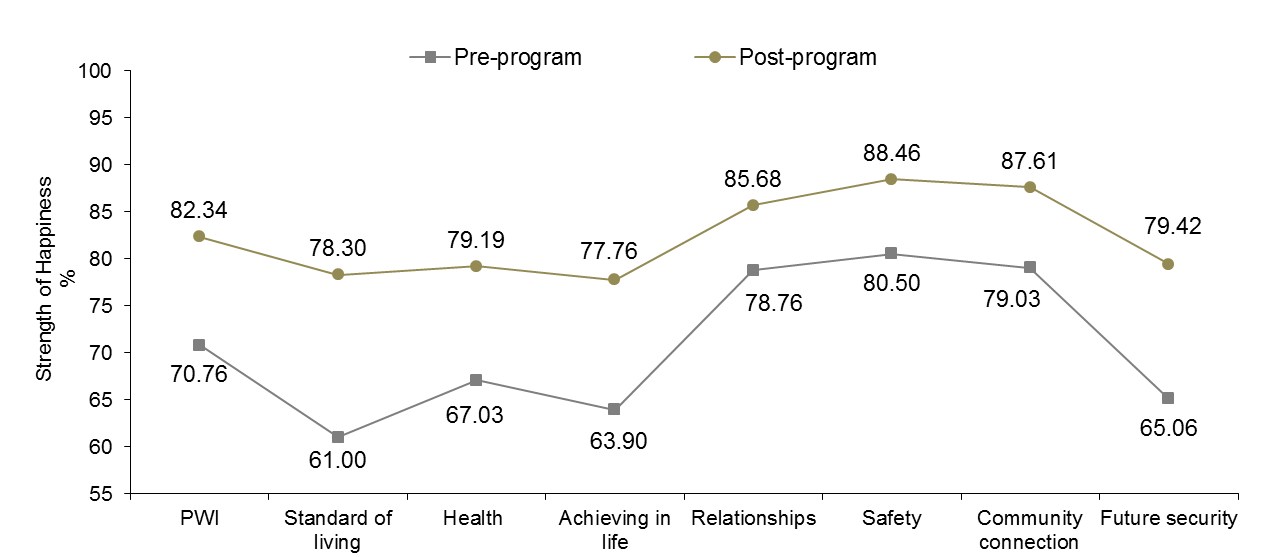 Pre-program
Post-program
Strength of Happiness
%
100
95
90
85
80
75
70
65
60
55
82.34
78.30
79.19
77.76
85.68
88.46
87.61
79.42
70.76
61.00
67.03
63.90
78.76
80.50
79.03
65.06
PWI
Standard of
living
Health
Achieving in
life
Relationships
Safety
Community
connection
Future security